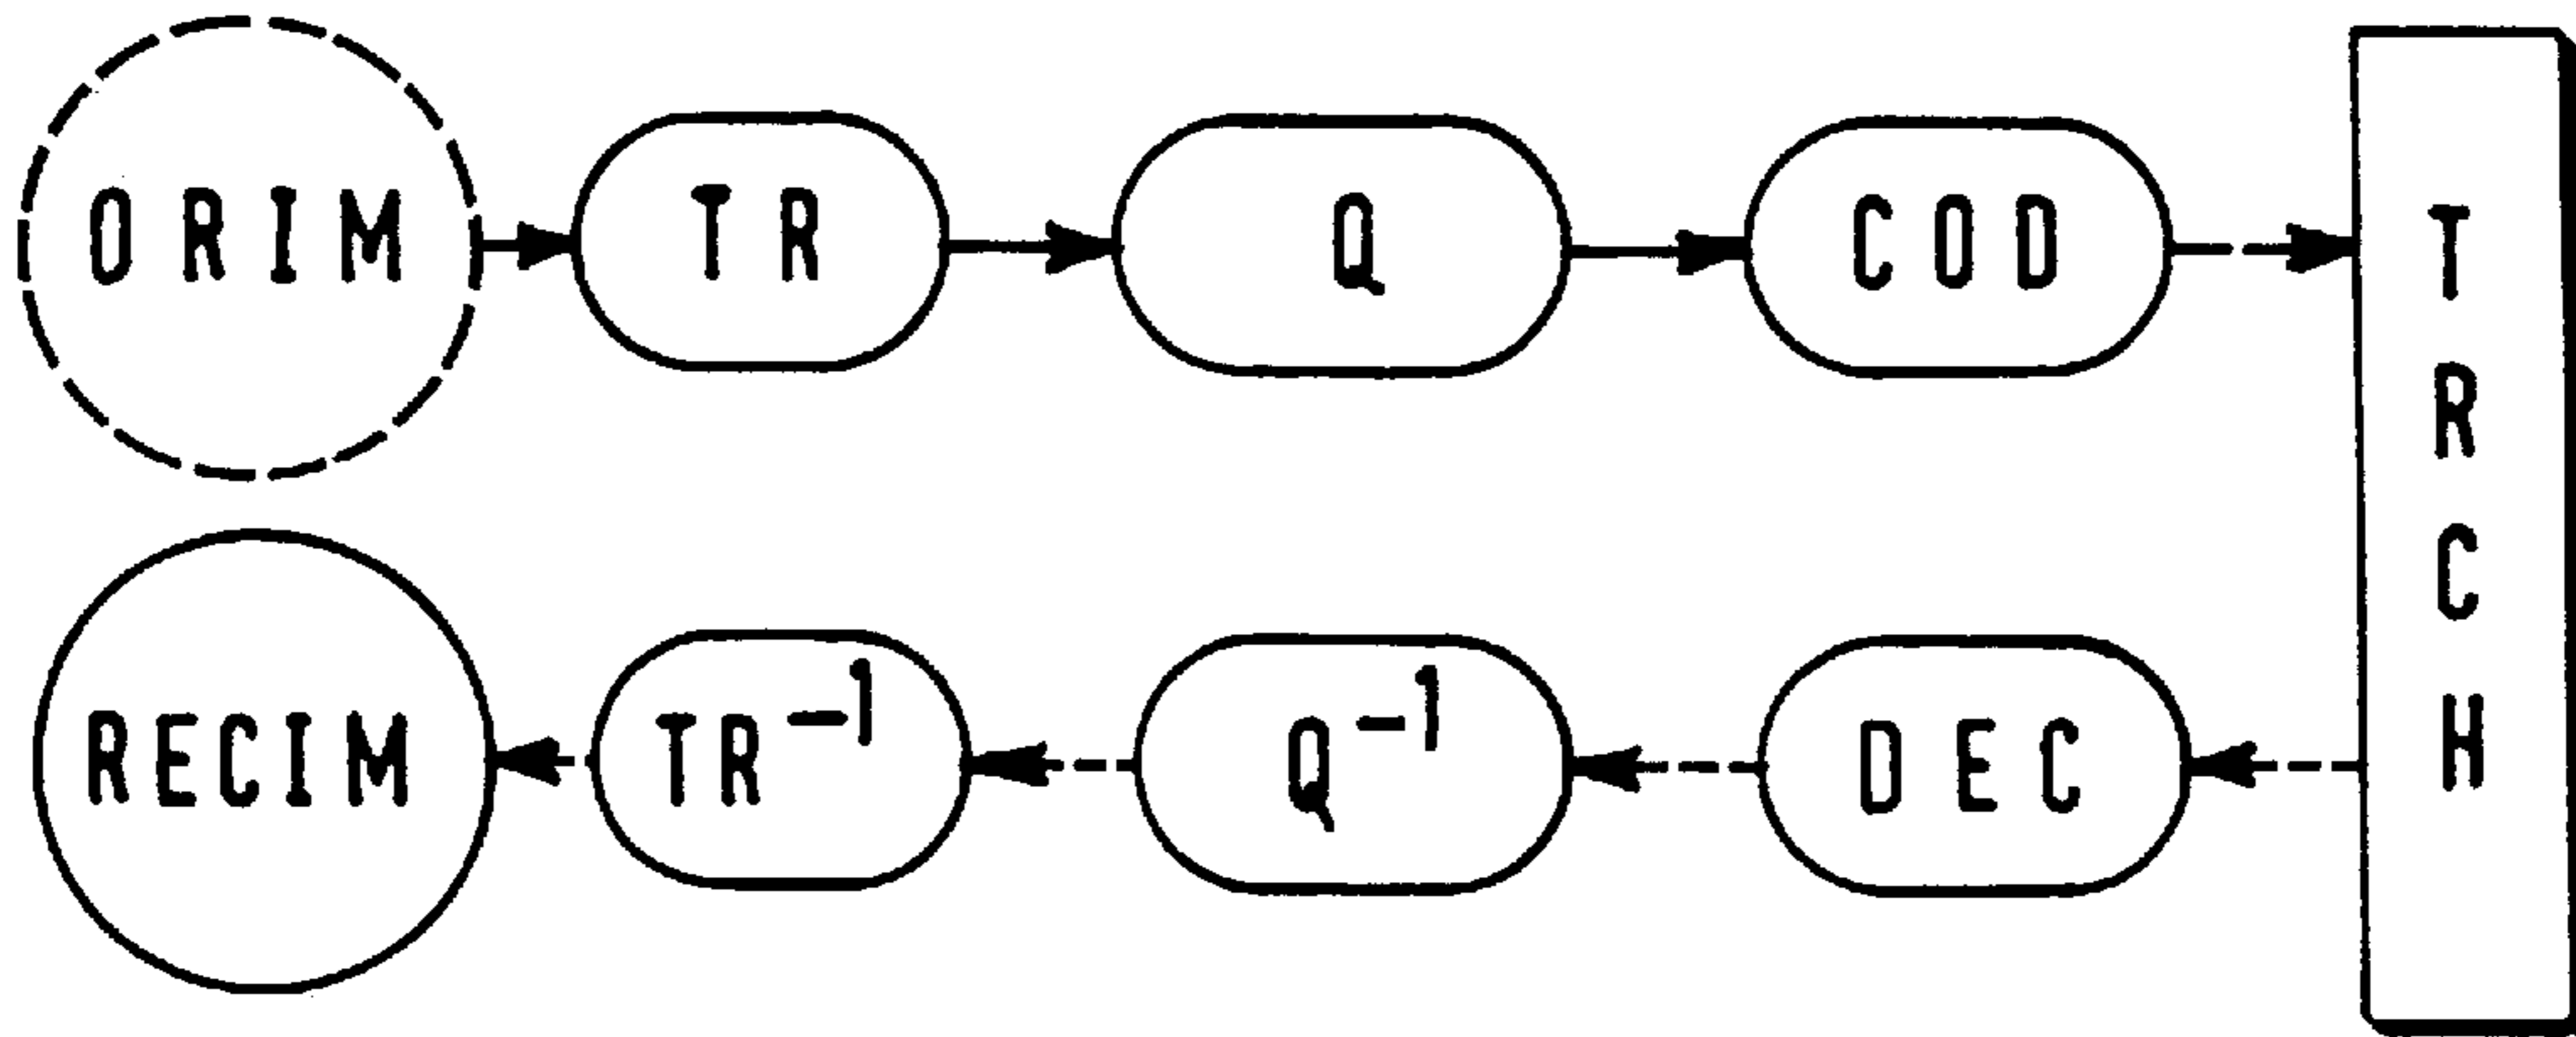 ORIM TR Q COD
TRCH
RECIM TR⁻¹ Q⁻¹ DEC